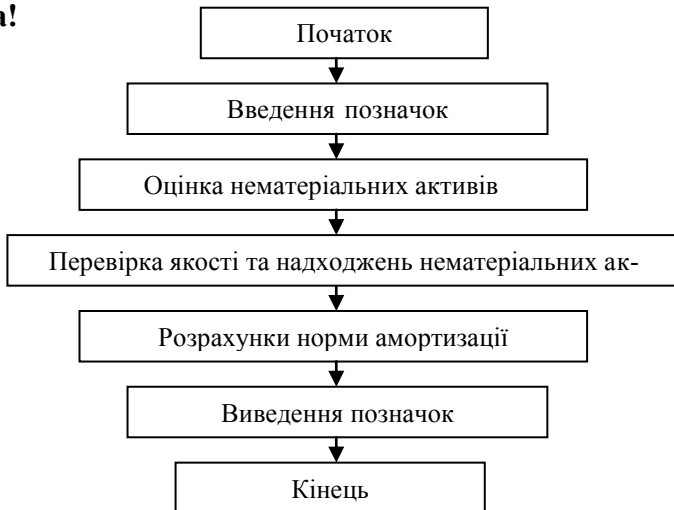 а!
Початок
Введення позначок
Оцінка нематеріальних активів
Перевірка якості та надходжень нематеріальних ак-
Розрахунки норми амортизації
Виведення позначок
Кінець